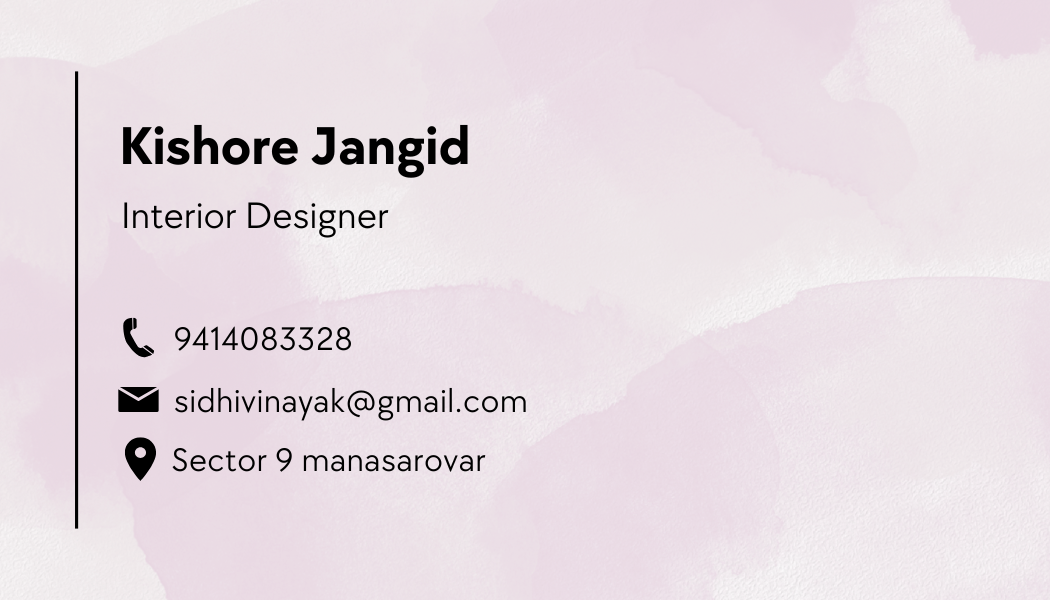 Kishore Jangid
Interior Designer
9414083328
sidhivinayak@gmail.com
Sector 9 manasarovar